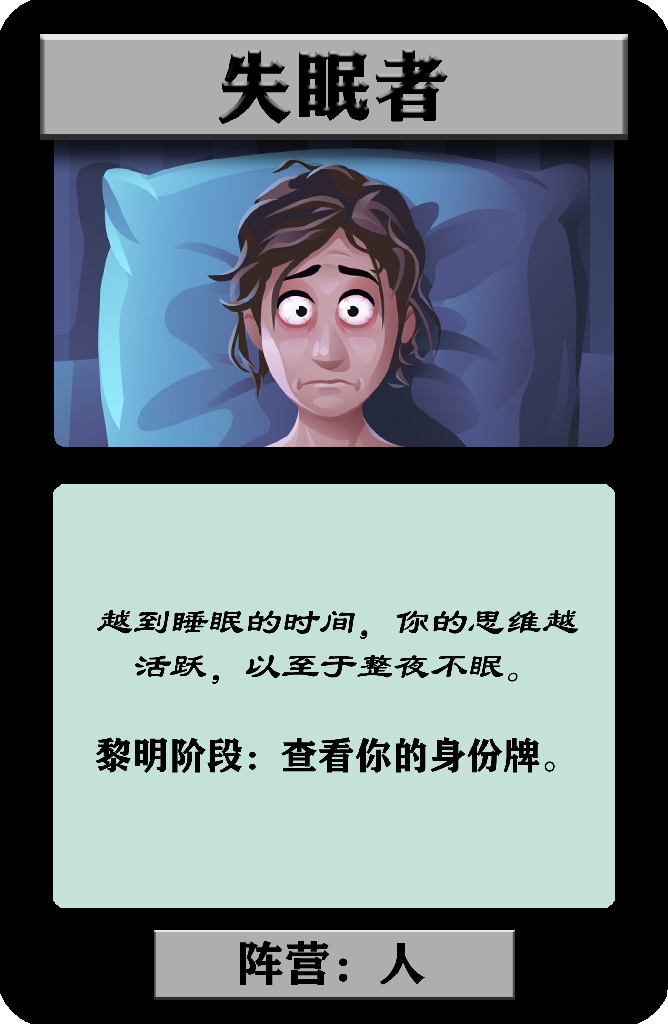 失眠者
越到睡眠的时间，你的思维越
活跃，以至于整夜不眠。
黎明阶段：查看你的身份牌。
阵营：人